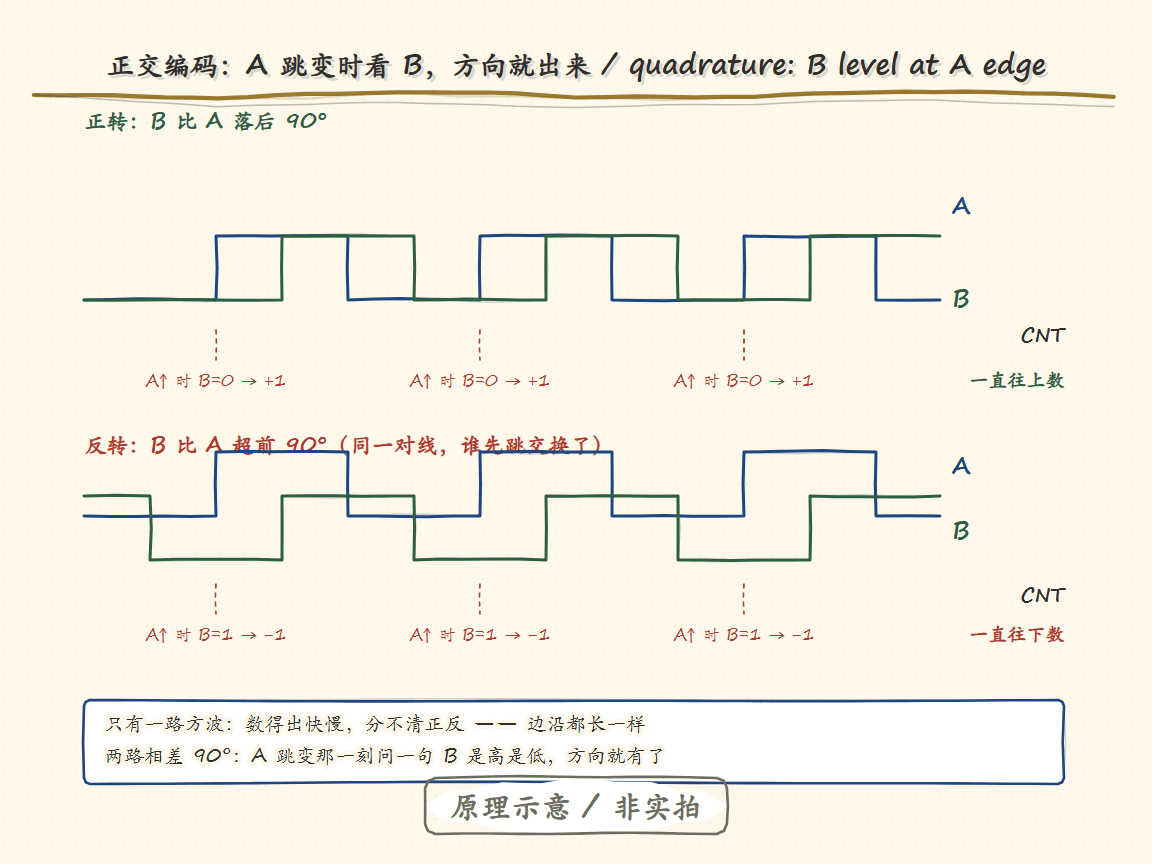 正交编码：A 跳变时看 B，方向就出来 / quadrature: B level at A edge
正转：B 比 A 落后 90°
A
B
CNT
A↑ 时 B=0 → +1
A↑ 时 B=0 → +1
A↑ 时 B=0 → +1
一直往上数
反转：B 比 A 超前 90°（同一对线，谁先跳交换了）
A
B
CNT
A↑ 时 B=1 → -1
A↑ 时 B=1 → -1
A↑ 时 B=1 → -1
一直往下数
只有一路方波：数得出快慢，分不清正反 —— 边沿都长一样
两路相差 90°：A 跳变那一刻问一句 B 是高是低，方向就有了
原理示意 / 非实拍